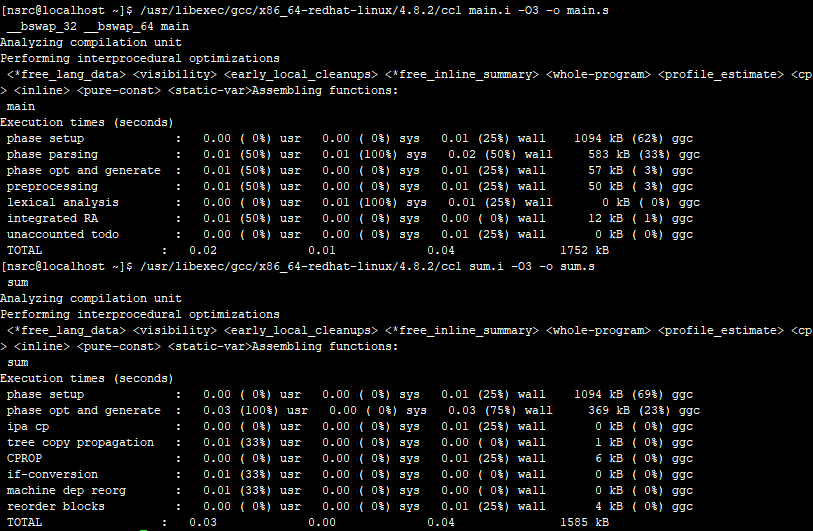 [nsrc@localhost ~]$ /usr/libexec/gcc/x86_64-redhat-linux/4.8.2/cc1 main.i -O3 -o main.s
 __bswap_32 __bswap_64 main
Analyzing compilation unit
Performing interprocedural optimizations
 <*free_lang_data> <visibility> <early_local_cleanups> <*free_inline_summary> <whole-program> <profile_estimate> <cp
> <inline> <pure-const> <static-var>Assembling functions:
 main
Execution times (seconds)
 phase setup             :   0.00 ( 0%) usr   0.00 ( 0%) sys   0.01 (25%) wall    1094 kB (62%) ggc
 phase parsing           :   0.01 (50%) usr   0.01 (100%) sys   0.02 (50%) wall     583 kB (33%) ggc
 phase opt and generate  :   0.01 (50%) usr   0.00 ( 0%) sys   0.01 (25%) wall      57 kB ( 3%) ggc
 preprocessing           :   0.01 (50%) usr   0.00 ( 0%) sys   0.01 (25%) wall      50 kB ( 3%) ggc
 lexical analysis        :   0.00 ( 0%) usr   0.01 (100%) sys   0.01 (25%) wall       0 kB ( 0%) ggc
 integrated RA           :   0.01 (50%) usr   0.00 ( 0%) sys   0.00 ( 0%) wall      12 kB ( 1%) ggc
 unaccounted todo        :   0.00 ( 0%) usr   0.00 ( 0%) sys   0.01 (25%) wall       0 kB ( 0%) ggc
 TOTAL                 :   0.02             0.01             0.04               1752 kB
[nsrc@localhost ~]$ /usr/libexec/gcc/x86_64-redhat-linux/4.8.2/cc1 sum.i -O3 -o sum.s
 sum
Analyzing compilation unit
Performing interprocedural optimizations
 <*free_lang_data> <visibility> <early_local_cleanups> <*free_inline_summary> <whole-program> <profile_estimate> <cp
> <inline> <pure-const> <static-var>Assembling functions:
 sum
Execution times (seconds)
 phase setup             :   0.00 ( 0%) usr   0.00 ( 0%) sys   0.01 (25%) wall    1094 kB (69%) ggc
 phase opt and generate  :   0.03 (100%) usr   0.00 ( 0%) sys   0.03 (75%) wall     369 kB (23%) ggc
 ipa cp                  :   0.00 ( 0%) usr   0.00 ( 0%) sys   0.01 (25%) wall       0 kB ( 0%) ggc
 tree copy propagation   :   0.01 (33%) usr   0.00 ( 0%) sys   0.00 ( 0%) wall       1 kB ( 0%) ggc
 CPROP                   :   0.00 ( 0%) usr   0.00 ( 0%) sys   0.01 (25%) wall       6 kB ( 0%) ggc
 if-conversion           :   0.01 (33%) usr   0.00 ( 0%) sys   0.00 ( 0%) wall       0 kB ( 0%) ggc
 machine dep reorg       :   0.01 (33%) usr   0.00 ( 0%) sys   0.00 ( 0%) wall       0 kB ( 0%) ggc
 reorder blocks          :   0.00 ( 0%) usr   0.00 ( 0%) sys   0.01 (25%) wall       4 kB ( 0%) ggc
 TOTAL                 :   0.03             0.00             0.04               1585 kB